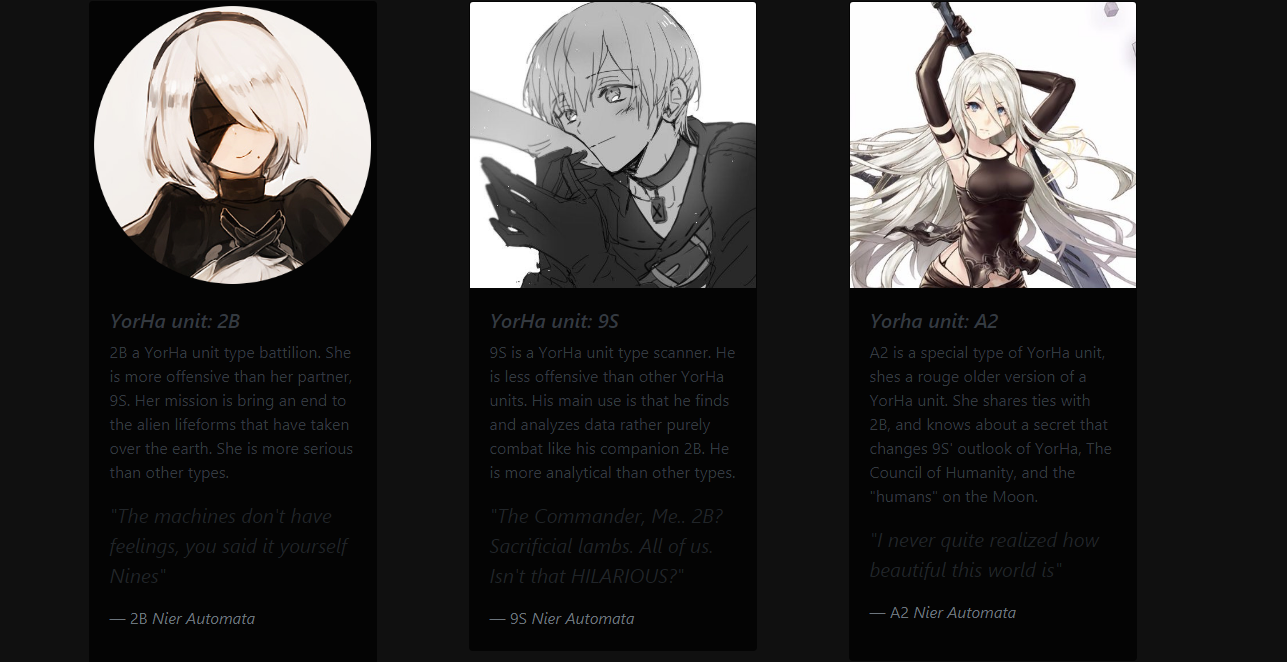 YorHa unit: 2B
2B a YorHa unit type battilion. She
is more offensive than her partner,
9S. Her mission is bring an end to
the alien lifeforms that have taken
over the earth. She is more serious
than other types.
"The machines don't have
feelings, you said it yourself
Nines"
— 2B Nier Automata
YorHa unit: 9S
9S is a YorHa unit type scanner. He
is less offensive than other YorHa
units. His main use is that he finds
and analyzes data rather purely
combat like his companion 2B. He
is more analytical than other types.
"The Commander, Me.. 2B?
Sacrificial lambs. All of us.
Isn't that HILARIOUS?"
— 9S Nier Automata
Yorha unit: A2
A2 is a special type of YorHa unit,
shes a rouge older version of a
YorHa unit. She shares ties with
2B, and knows about a secret that
changes 9S' outlook of YorHa, The
Council of Humanity, and the
"humans" on the Moon.
"I never quite realized how
beautiful this world is"
— A2 Nier Automata